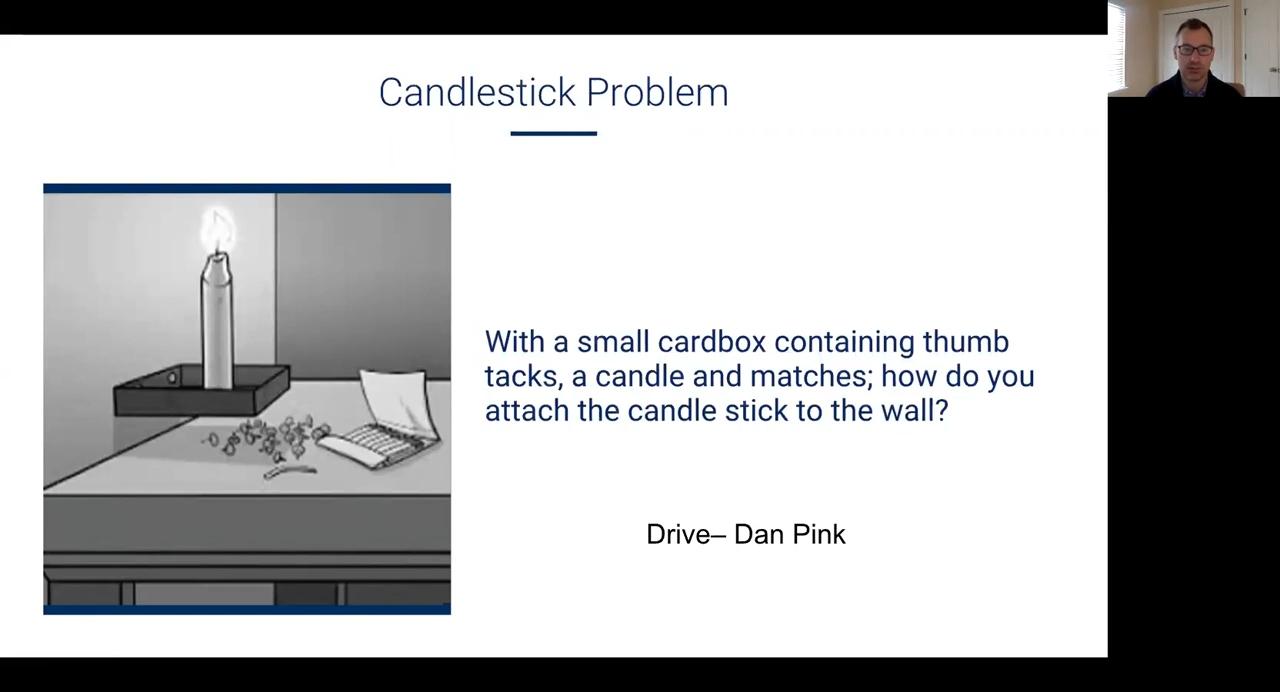 Candlestick Problem
With a small cardbox containing thumb
tacks, a candle and matches; how do you
attach the candle stick to the wall?
Drive– Dan Pink